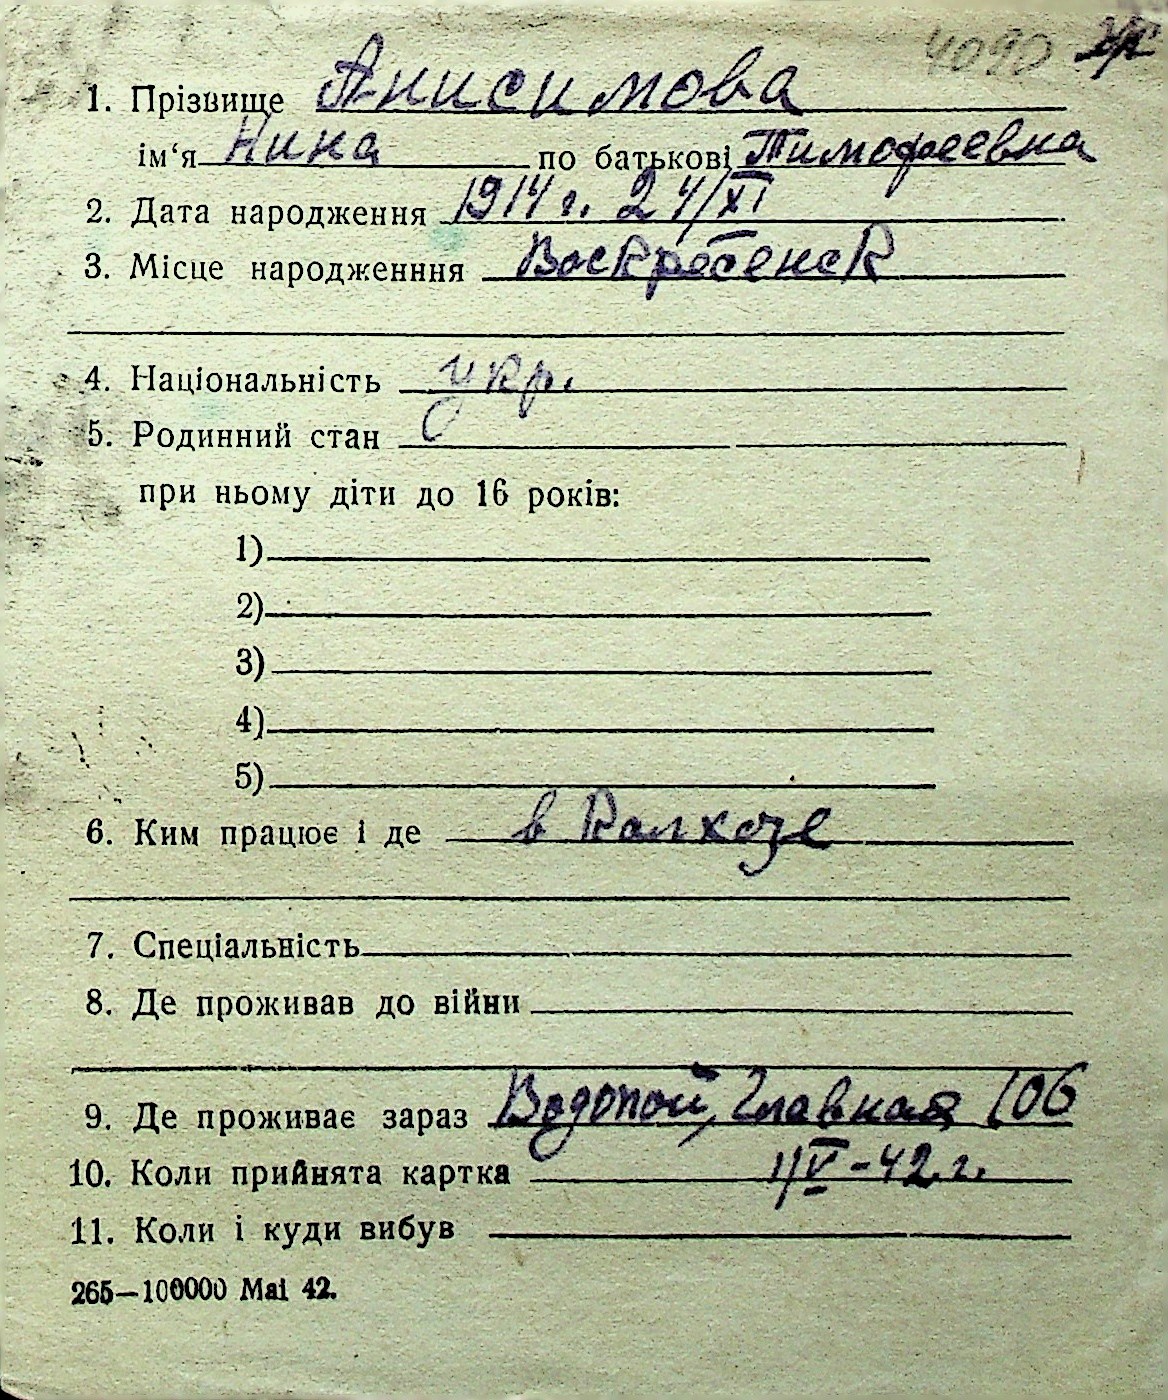 4090
1. Прізвище Анисимова
ім'я Нина по батькові Тимофеевна
2. Дата народження 1914 г. 24/XI
3. Місце народженння Воскресенск
4. Національність укр.
5. Родинний стан
при ньому діти до 16 років:
1)
2)
3)
4)
5)
6. Ким працює і де в Колхозе
7. Спеціальність
8. Де проживав до війни
9. Де проживає зараз Водопой, Главная 106
10. Коли прийнята картка 1/V-42 г.
11. Коли і куди вибув
265—100000 Mai 42.